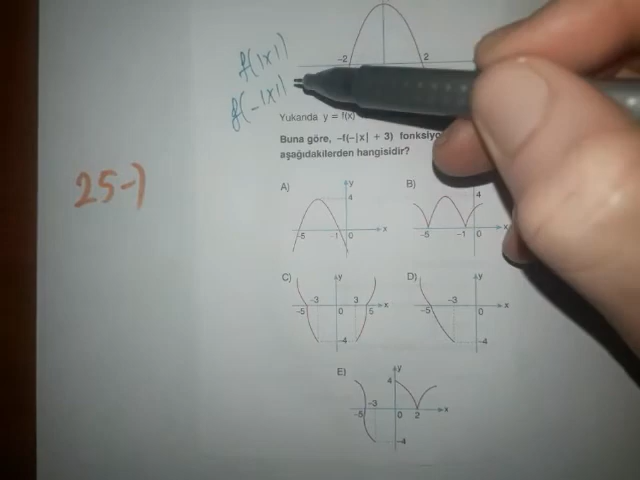 -2 2
f(|x|)
f(-|x|)
Yukarıda y = f(x)
Buna göre, -f(-|x| + 3)
aşağıdakilerden hangisidir?
25-)
A) y 4 -5 -1 0 x
B) 4 -5 -1 0 x
C) y -5 -3 0 3 5 x -4
D) y -5 -3 0 -4
E) y 4 -5 -3 0 2 x -4